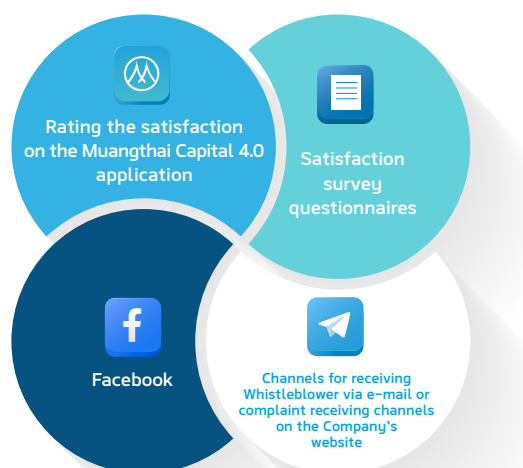 Rating the satisfaction
on the Muangthai Capital 4.0
application
Satisfaction
survey
questionnaires
Facebook
Channels for receiving
Whistleblower via e-mail or
complaint receiving channels
on the Company's
website